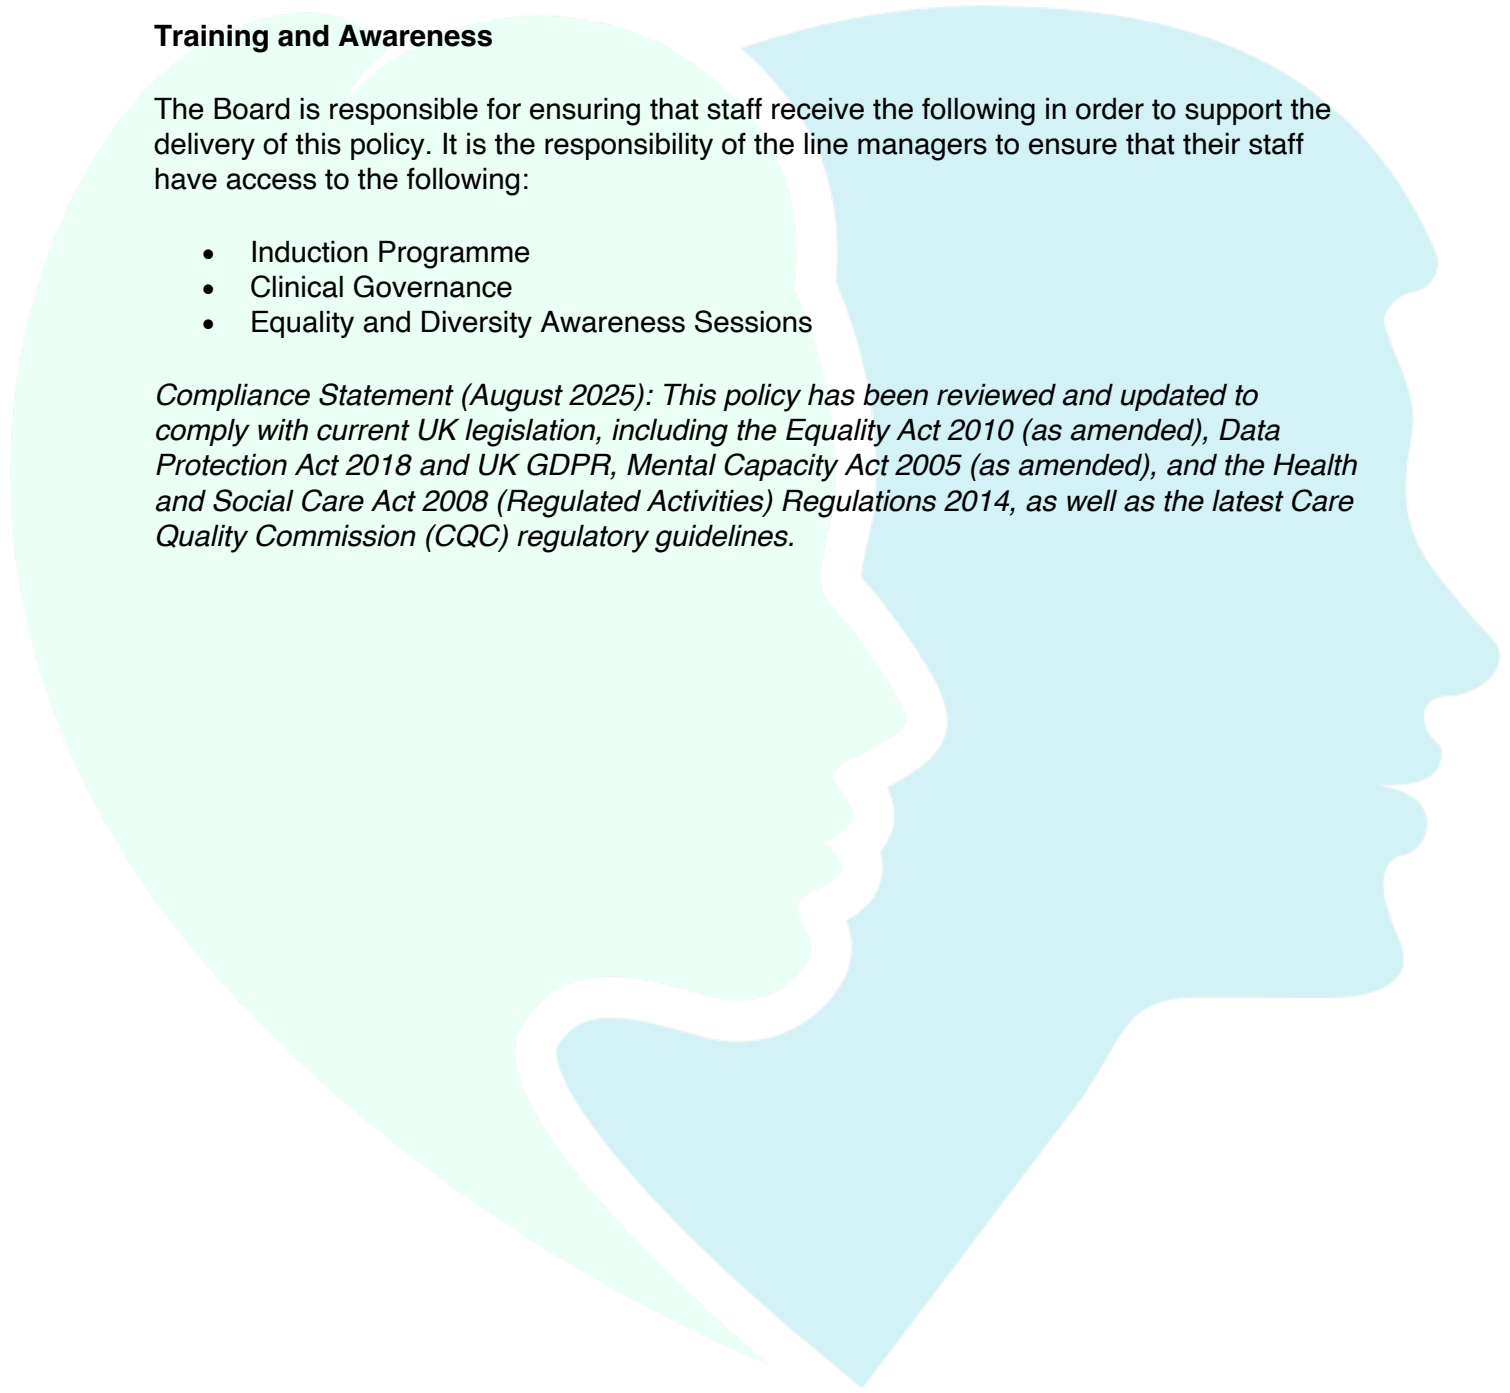 Training and Awareness
The Board is responsible for ensuring that staff receive the following in order to support the
delivery of this policy. It is the responsibility of the line managers to ensure that their staff
have access to the following:
• Induction Programme
• Clinical Governance
• Equality and Diversity Awareness Sessions
Compliance Statement (August 2025): This policy has been reviewed and updated to
comply with current UK legislation, including the Equality Act 2010 (as amended), Data
Protection Act 2018 and UK GDPR, Mental Capacity Act 2005 (as amended), and the Health
and Social Care Act 2008 (Regulated Activities) Regulations 2014, as well as the latest Care
Quality Commission (CQC) regulatory guidelines.